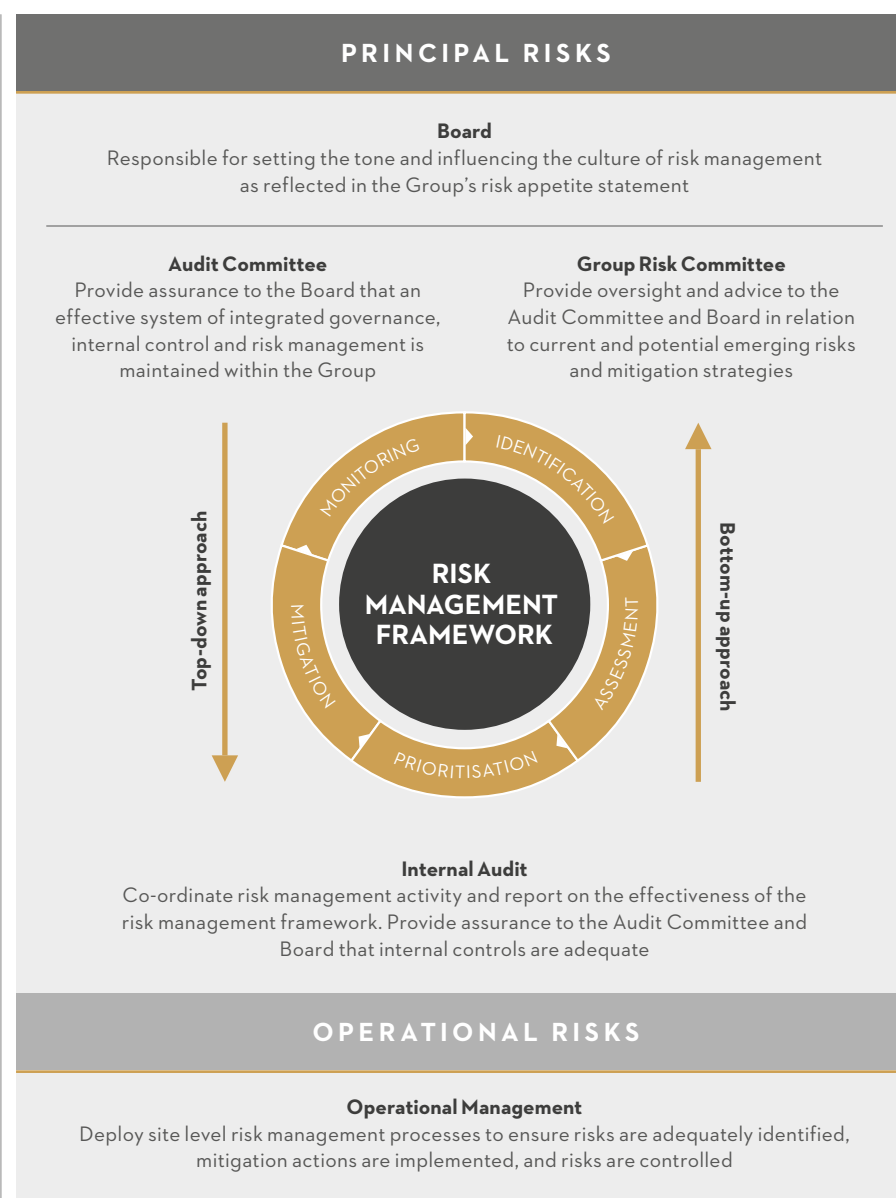 PRINCIPAL RISKS
Board
Responsible for setting the tone and influencing the culture of risk management
as reflected in the Group's risk appetite statement
Audit Committee
Provide assurance to the Board that an
effective system of integrated governance,
internal control and risk management is
maintained within the Group
Group Risk Committee
Provide oversight and advice to the
Audit Committee and Board in relation
to current and potential emerging risks
and mitigation strategies
Top-down approach
MONITORING
IDENTIFICATION
ASSESSMENT
PRIORITISATION
MITIGATION
RISK
MANAGEMENT
FRAMEWORK
Bottom-up approach
Internal Audit
Co-ordinate risk management activity and report on the effectiveness of the
risk management framework. Provide assurance to the Audit Committee and
Board that internal controls are adequate
OPERATIONAL RISKS
Operational Management
Deploy site level risk management processes to ensure risks are adequately identified,
mitigation actions are implemented, and risks are controlled